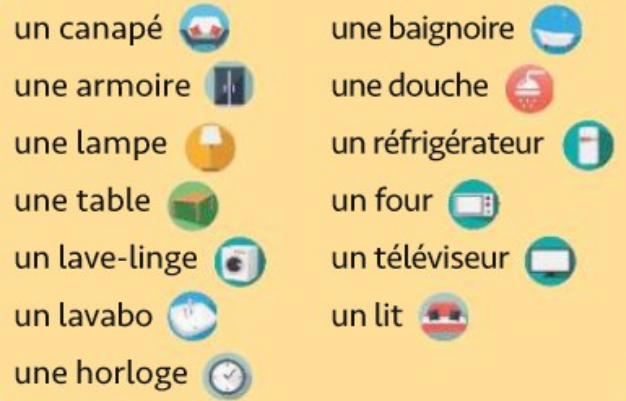 un canapé
une armoire
une lampe
une table
un lave-linge
un lavabo
une horloge
une baignoire
une douche
un réfrigérateur
un four
un téléviseur
un lit